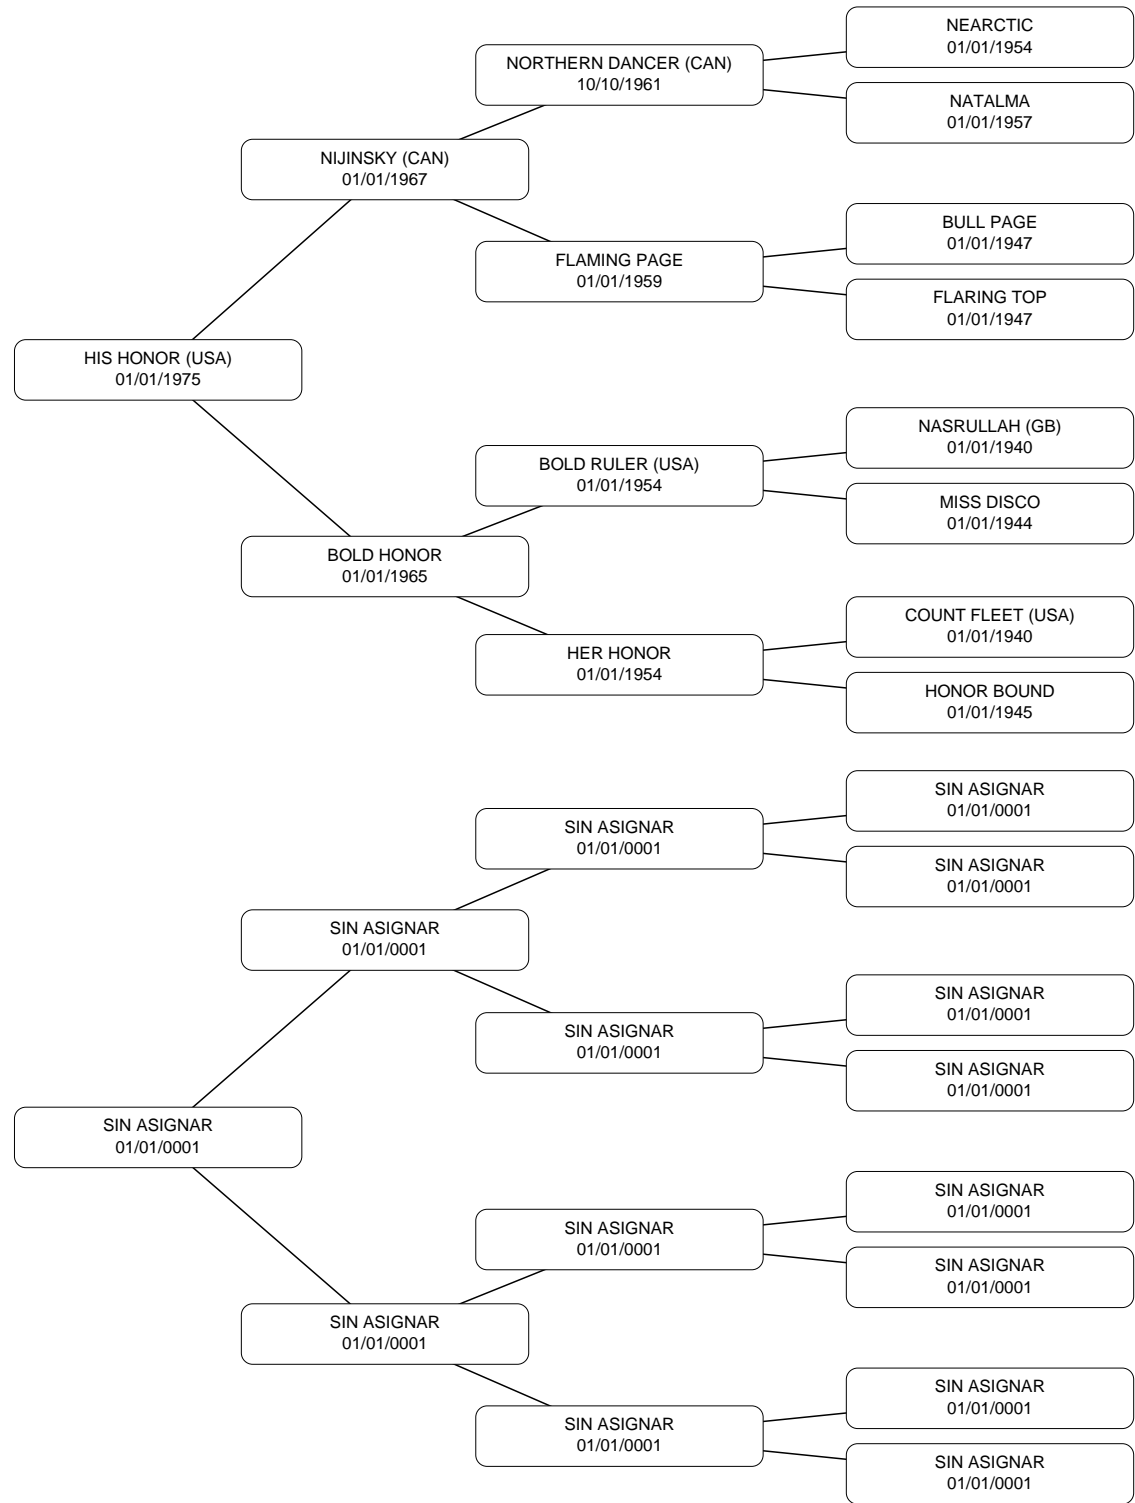 NEARCTIC
01/01/1954
NORTHERN DANCER (CAN)
10/10/1961
NATALMA
01/01/1957
NIJINSKY (CAN)
01/01/1967
BULL PAGE
01/01/1947
FLAMING PAGE
01/01/1959
FLARING TOP
01/01/1947
HIS HONOR (USA)
01/01/1975
NASRULLAH (GB)
01/01/1940
BOLD RULER (USA)
01/01/1954
MISS DISCO
01/01/1944
BOLD HONOR
01/01/1965
COUNT FLEET (USA)
01/01/1940
HER HONOR
01/01/1954
HONOR BOUND
01/01/1945
SIN ASIGNAR
01/01/0001
SIN ASIGNAR
01/01/0001
SIN ASIGNAR
01/01/0001
SIN ASIGNAR
01/01/0001
SIN ASIGNAR
01/01/0001
SIN ASIGNAR
01/01/0001
SIN ASIGNAR
01/01/0001
SIN ASIGNAR
01/01/0001
SIN ASIGNAR
01/01/0001
SIN ASIGNAR
01/01/0001
SIN ASIGNAR
01/01/0001
SIN ASIGNAR
01/01/0001
SIN ASIGNAR
01/01/0001
SIN ASIGNAR
01/01/0001
SIN ASIGNAR
01/01/0001